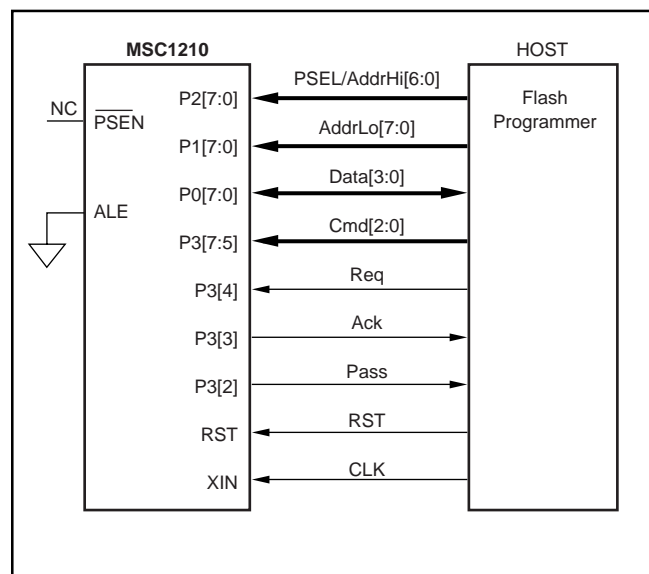 MSC1210
HOST
Flash
Programmer
NC
PSEN
ALE
P2[7:0]
PSEL/AddrHi[6:0]
P1[7:0]
AddrLo[7:0]
P0[7:0]
Data[3:0]
P3[7:5]
Cmd[2:0]
P3[4]
Req
P3[3]
Ack
P3[2]
Pass
RST
RST
XIN
CLK